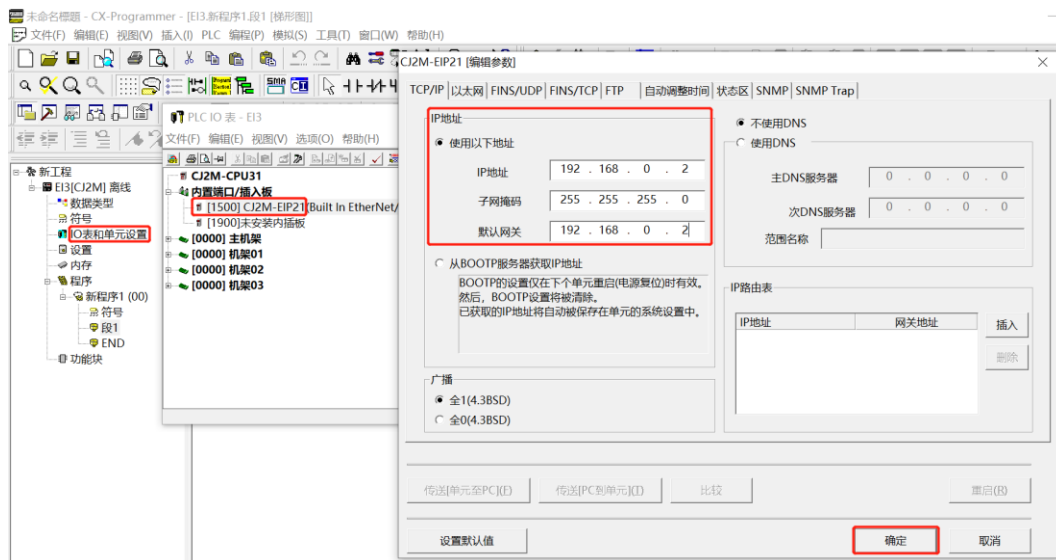 未命名標題 - CX-Programmer - [EI3.新程序1.段1 [梯形图]]
文件(F) 编辑(E) 视图(V) 插入(I) PLC 编程(P) 模拟(S) 工具(T) 窗口(W) 帮助(H)
新工程
EI3[CJ2M] 离线
数据类型
符号
IO表和单元设置
设置
内存
程序
新程序1 (00)
符号
段1
END
功能块
PLC IO 表 - EI3
文件(F) 编辑(E) 视图(V) 选项(O) 帮助(H)
CJ2M-CPU31
内置端口/插入板
[1500] CJ2M-EIP21(Built In EtherNet/
[1900]未安装内插板
[0000] 主机架
[0000] 机架01
[0000] 机架02
[0000] 机架03
CJ2M-EIP21 [编辑参数]
TCP/IP 以太网 FINS/UDP FINS/TCP FTP 自动调整时间 状态区 SNMP SNMP Trap
IP地址
使用以下地址
IP地址 192 . 168 . 0 . 2
子网掩码 255 . 255 . 255 . 0
默认网关 192 . 168 . 0 . 2
从BOOTP服务器获取IP地址
BOOTP的设置仅在下个单元重启(电源复位)时有效。
然后，BOOTP设置将被清除。
已获取的IP地址将自动被保存在单元的系统设置中。
广播
全1(4.3BSD)
全0(4.3BSD)
不使用DNS
使用DNS
主DNS服务器 0 . 0 . 0 . 0
次DNS服务器 0 . 0 . 0 . 0
范围名称
IP路由表
IP地址 网关地址
插入
删除
传送[单元至PC](F) 传送[PC到单元](T) 比较 重启(R)
设置默认值 确定 取消